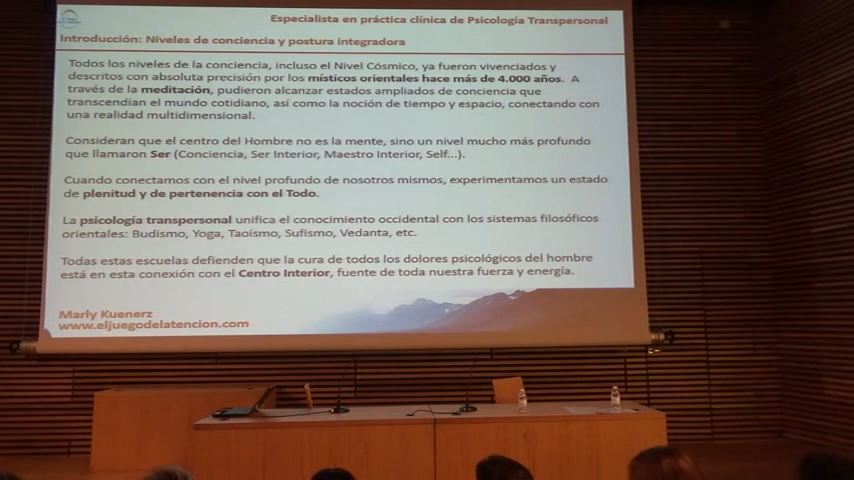 Especialista en práctica clínica de Psicología Transpersonal
Introducción: Niveles de conciencia y postura integradora
Todos los niveles de la conciencia, incluso el Nivel Cósmico, ya fueron vivenciados y
descritos con absoluta precisión por los místicos orientales hace más de 4.000 años. A
través de la meditación, pudieron alcanzar estados ampliados de conciencia que
transcendían el mundo cotidiano, así como la noción de tiempo y espacio, conectando con
una realidad multidimensional.
Consideran que el centro del Hombre no es la mente, sino un nivel mucho más profundo
que llamaron Ser (Conciencia, Ser Interior, Maestro Interior, Self...).
Cuando conectamos con el nivel profundo de nosotros mismos, experimentamos un estado
de plenitud y de pertenencia con el Todo.
La psicología transpersonal unifica el conocimiento occidental con los sistemas filosóficos
orientales: Budismo, Yoga, Taoísmo, Sufismo, Vedanta, etc.
Todas estas escuelas defienden que la cura de todos los dolores psicológicos del hombre
está en esta conexión con el Centro Interior, fuente de toda nuestra fuerza y energía.
Marly Kuenerz
www.eljuegodelatencion.com